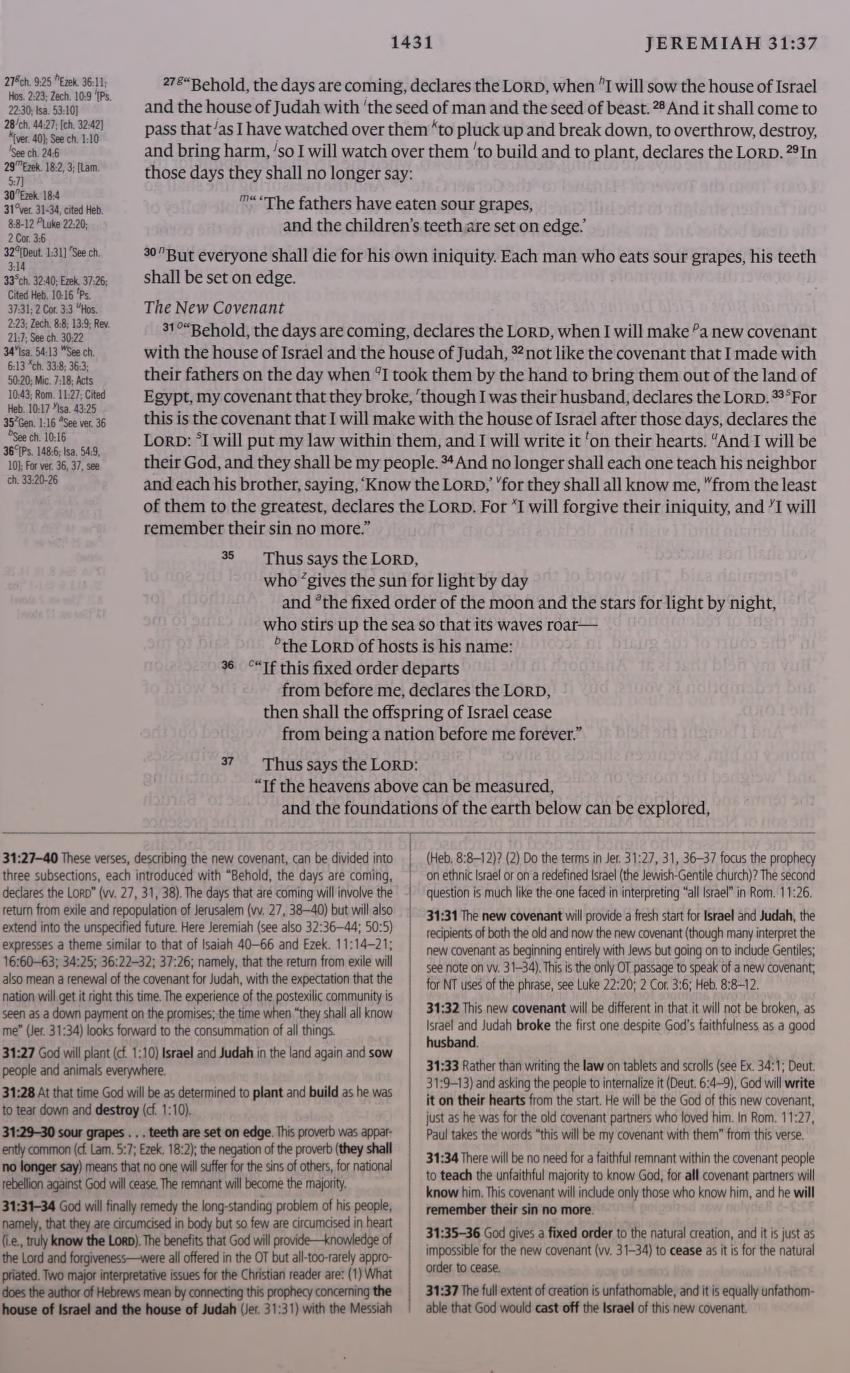 1431
JEREMIAH 31:37
27 g ch. 9:25 h Ezek. 36:11;
Hos. 2:23; Zech. 10:9 i [Ps.
22:30; Isa. 53:10]
28 j ch. 44:27; [ch. 32:42]
k [ver. 40]; See ch. 1:10
l See ch. 24:6
29 m Ezek. 18:2, 3; [Lam.
5:7]
30 n Ezek. 18:4
31 o ver. 31-34, cited Heb.
8:8-12 p Luke 22:20;
2 Cor. 3:6
32 q [Deut. 1:31] r See ch.
3:14
33 s ch. 32:40; Ezek. 37:26;
Cited Heb. 10:16 t Ps.
37:31; 2 Cor. 3:3 u Hos.
2:23; Zech. 8:8; 13:9; Rev.
21:7; See ch. 30:22
34 v Isa. 54:13 w See ch.
6:13 x ch. 33:8; 36:3;
50:20; Mic. 7:18; Acts
10:43; Rom. 11:27; Cited
Heb. 10:17 y Isa. 43:25
35 z Gen. 1:16 a See ver. 36
b See ch. 10:16
36 c [Ps. 148:6; Isa. 54:9,
10]; For ver. 36, 37, see
ch. 33:20-26
27 g “Behold, the days are coming, declares the LORD, when h I will sow the house of Israel
and the house of Judah with i the seed of man and the seed of beast. 28 And it shall come to
pass that j as I have watched over them k to pluck up and break down, to overthrow, destroy,
and bring harm, l so I will watch over them l to build and to plant, declares the LORD. 29 In
those days they shall no longer say:
m “‘The fathers have eaten sour grapes,
and the children’s teeth are set on edge.’
30 n But everyone shall die for his own iniquity. Each man who eats sour grapes, his teeth
shall be set on edge.
The New Covenant
31 o “Behold, the days are coming, declares the LORD, when I will make p a new covenant
with the house of Israel and the house of Judah, 32 not like the covenant that I made with
their fathers on the day when q I took them by the hand to bring them out of the land of
Egypt, my covenant that they broke, r though I was their husband, declares the LORD. 33 s For
this is the covenant that I will make with the house of Israel after those days, declares the
LORD: s I will put my law within them, and I will write it t on their hearts. u And I will be
their God, and they shall be my people. 34 And no longer shall each one teach his neighbor
and each his brother, saying, ‘Know the LORD,’ v for they shall all know me, w from the least
of them to the greatest, declares the LORD. For x I will forgive their iniquity, and y I will
remember their sin no more.”
35 Thus says the LORD,
who z gives the sun for light by day
and a the fixed order of the moon and the stars for light by night,
who stirs up the sea so that its waves roar—
b the LORD of hosts is his name:
36 c “If this fixed order departs
from before me, declares the LORD,
then shall the offspring of Israel cease
from being a nation before me forever.”
37 Thus says the LORD:
“If the heavens above can be measured,
and the foundations of the earth below can be explored,
31:27–40 These verses, describing the new covenant, can be divided into
three subsections, each introduced with “Behold, the days are coming,
declares the LORD” (vv. 27, 31, 38). The days that are coming will involve the
return from exile and repopulation of Jerusalem (vv. 27, 38–40) but will also
extend into the unspecified future. Here Jeremiah (see also 32:36–44; 50:5)
expresses a theme similar to that of Isaiah 40–66 and Ezek. 11:14–21;
16:60–63; 34:25; 36:22–32; 37:26; namely, that the return from exile will
also mean a renewal of the covenant for Judah, with the expectation that the
nation will get it right this time. The experience of the postexilic community is
seen as a down payment on the promises; the time when “they shall all know
me” (Jer. 31:34) looks forward to the consummation of all things.
31:27 God will plant (cf. 1:10) Israel and Judah in the land again and sow
people and animals everywhere.
31:28 At that time God will be as determined to plant and build as he was
to tear down and destroy (cf. 1:10).
31:29–30 sour grapes . . . teeth are set on edge. This proverb was appar-
ently common (cf. Lam. 5:7; Ezek. 18:2); the negation of the proverb (they shall
no longer say) means that no one will suffer for the sins of others, for national
rebellion against God will cease. The remnant will become the majority.
31:31–34 God will finally remedy the long-standing problem of his people,
namely, that they are circumcised in body but so few are circumcised in heart
(i.e., truly know the LORD). The benefits that God will provide—knowledge of
the Lord and forgiveness—were all offered in the OT but all-too-rarely appro-
priated. Two major interpretative issues for the Christian reader are: (1) What
does the author of Hebrews mean by connecting this prophecy concerning the
house of Israel and the house of Judah (Jer. 31:31) with the Messiah
(Heb. 8:8–12)? (2) Do the terms in Jer. 31:27, 31, 36–37 focus the prophecy
on ethnic Israel or on a redefined Israel (the Jewish-Gentile church)? The second
question is much like the one faced in interpreting “all Israel” in Rom. 11:26.
31:31 The new covenant will provide a fresh start for Israel and Judah, the
recipients of both the old and now the new covenant (though many interpret the
new covenant as beginning entirely with Jews but going on to include Gentiles;
see note on vv. 31–34). This is the only OT passage to speak of a new covenant;
for NT uses of the phrase, see Luke 22:20; 2 Cor. 3:6; Heb. 8:8–12.
31:32 This new covenant will be different in that it will not be broken, as
Israel and Judah broke the first one despite God’s faithfulness as a good
husband.
31:33 Rather than writing the law on tablets and scrolls (see Ex. 34:1; Deut.
31:9–13) and asking the people to internalize it (Deut. 6:4–9), God will write
it on their hearts from the start. He will be the God of this new covenant,
just as he was for the old covenant partners who loved him. In Rom. 11:27,
Paul takes the words “this will be my covenant with them” from this verse.
31:34 There will be no need for a faithful remnant within the covenant people
to teach the unfaithful majority to know God, for all covenant partners will
know him. This covenant will include only those who know him, and he will
remember their sin no more.
31:35–36 God gives a fixed order to the natural creation, and it is just as
impossible for the new covenant (vv. 31–34) to cease as it is for the natural
order to cease.
31:37 The full extent of creation is unfathomable, and it is equally unfathom-
able that God would cast off the Israel of this new covenant.